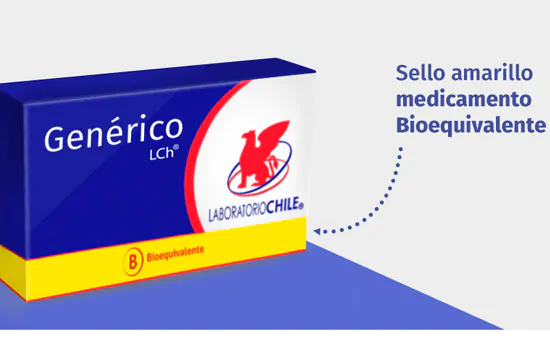 Sello amarillo
medicamento
Bioequivalente
Genérico
LCh®
LABORATORIOCHILE®
B Bioequivalente